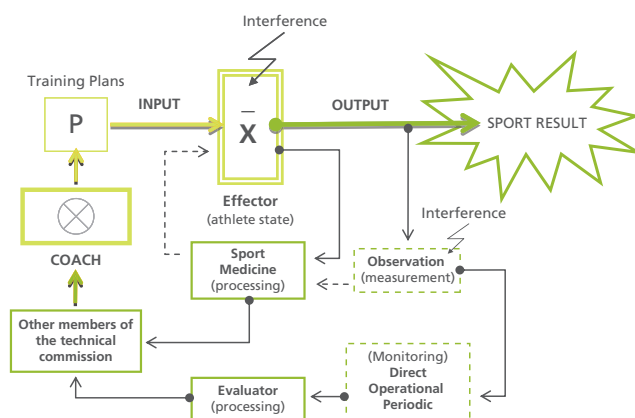 Interference
Training Plans
P
INPUT
X
OUTPUT
SPORT RESULT
Effector
(athlete state)
Interference
COACH
Sport
Medicine
(processing)
Observation
(measurement)
Other members of
the technical
commission
Evaluator
(processing)
(Monitoring)
Direct
Operational
Periodic